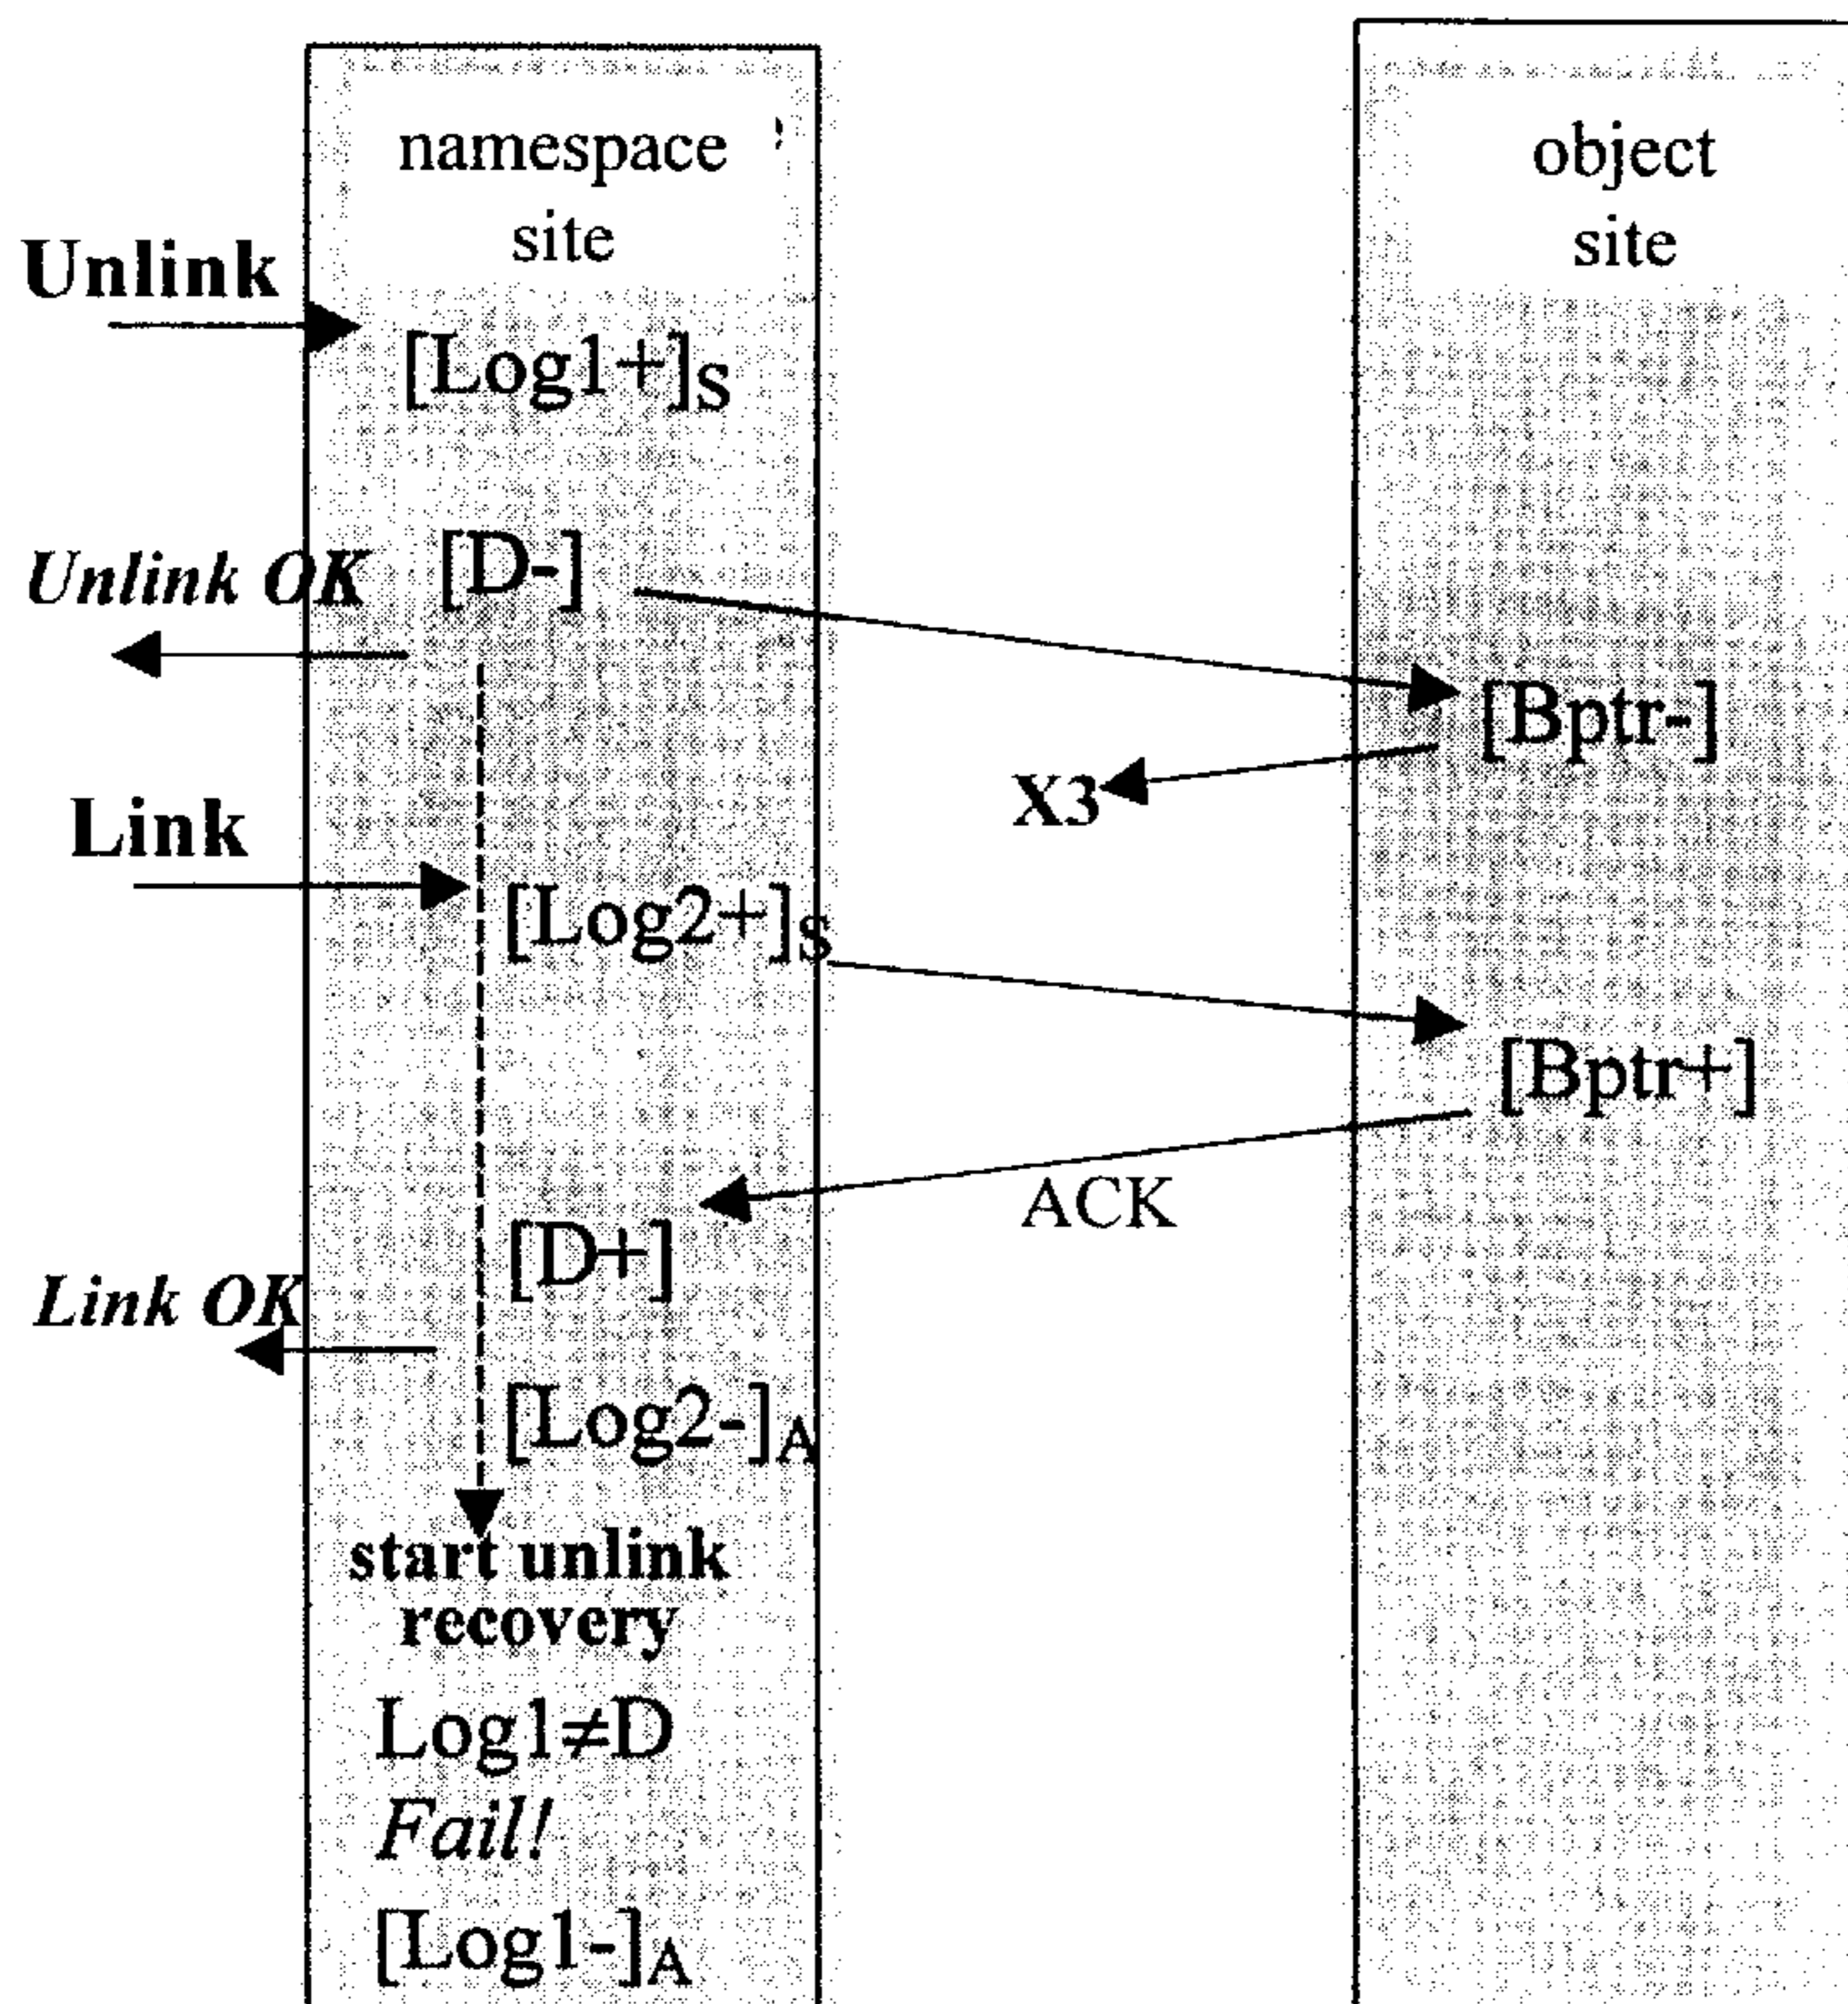 namespace
site
object
site
Unlink
[Log1+]S
Unlink OK
[D-]
[Bptr-]
X3
Link
[Log2+]S
[Bptr+]
ACK
[D+]
Link OK
[Log2-]A
start unlink
recovery
Log1≠D
Fail!
[Log1-]A